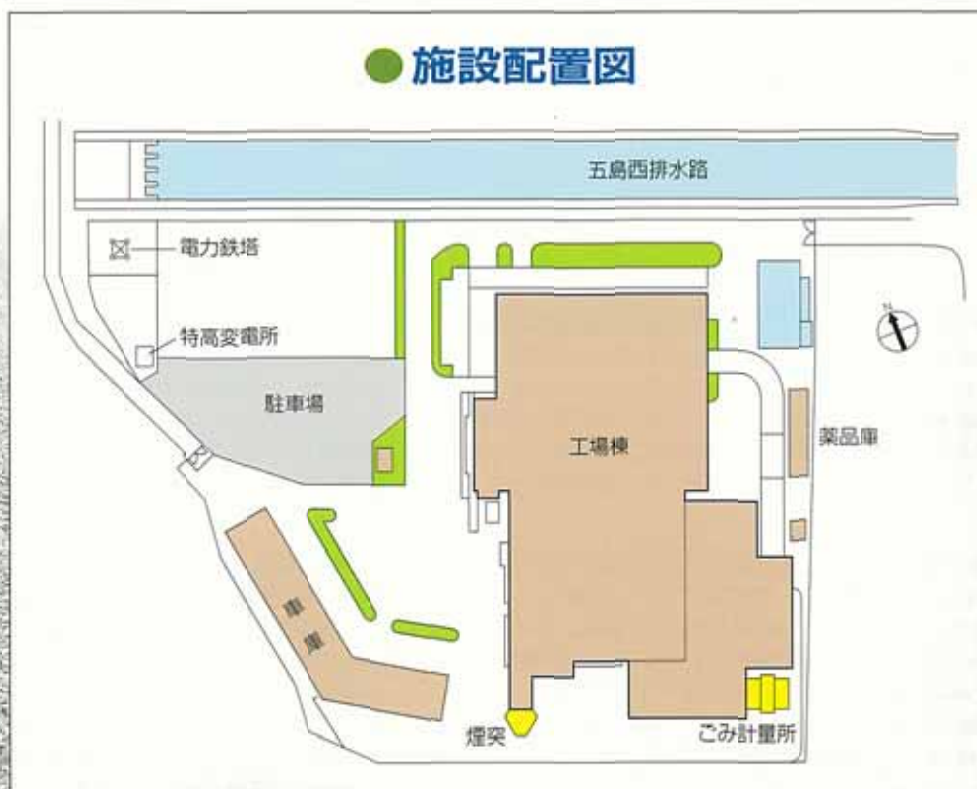 ● 施設配置図
五島西排水路
電力鉄塔
特高変電所
N
駐車場
工場棟
薬品庫
車庫
煙突
ごみ計量所